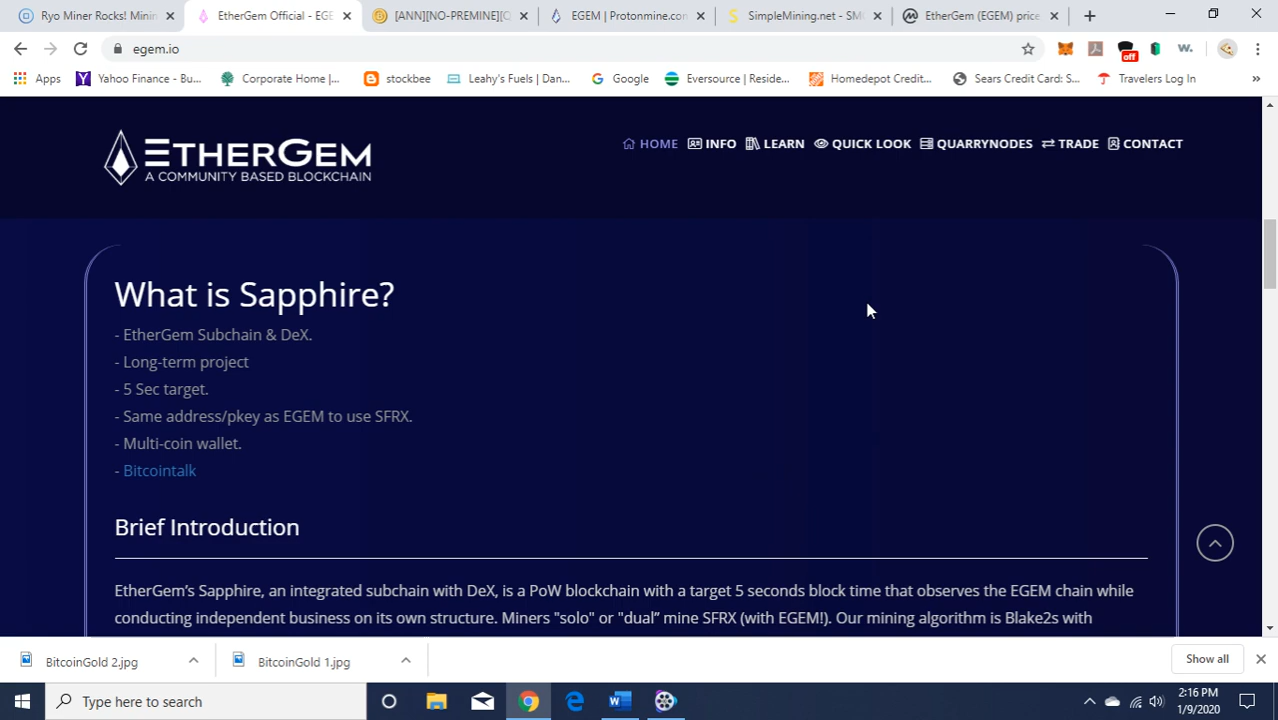 Ryo Miner Rocks! Minin
EtherGem Official - EGE
[ANN][NO-PREMINE][O
EGEM | Protonmine.con
SimpleMining.net - SM
EtherGem (EGEM) price
egem.io
off
W.
Apps
Yahoo Finance - Bu...
Corporate Home |...
stockbee
Leahy's Fuels | Dan...
Google
Eversource | Reside...
Homedepot Credit...
Sears Credit Card: S...
Travelers Log In
ETHERGEM
A COMMUNITY BASED BLOCKCHAIN
HOME
INFO
LEARN
QUICK LOOK
QUARRYNODES
TRADE
CONTACT
What is Sapphire?
- EtherGem Subchain & DeX.
- Long-term project
- 5 Sec target.
- Same address/pkey as EGEM to use SFRX.
- Multi-coin wallet.
- Bitcointalk
Brief Introduction
EtherGem's Sapphire, an integrated subchain with DeX, is a PoW blockchain with a target 5 seconds block time that observes the EGEM chain while
conducting independent business on its own structure. Miners "solo" or "dual" mine SFRX (with EGEM!). Our mining algorithm is Blake2s with
BitcoinGold 2.jpg
BitcoinGold 1.jpg
Show all
Type here to search
2:16 PM
1/9/2020